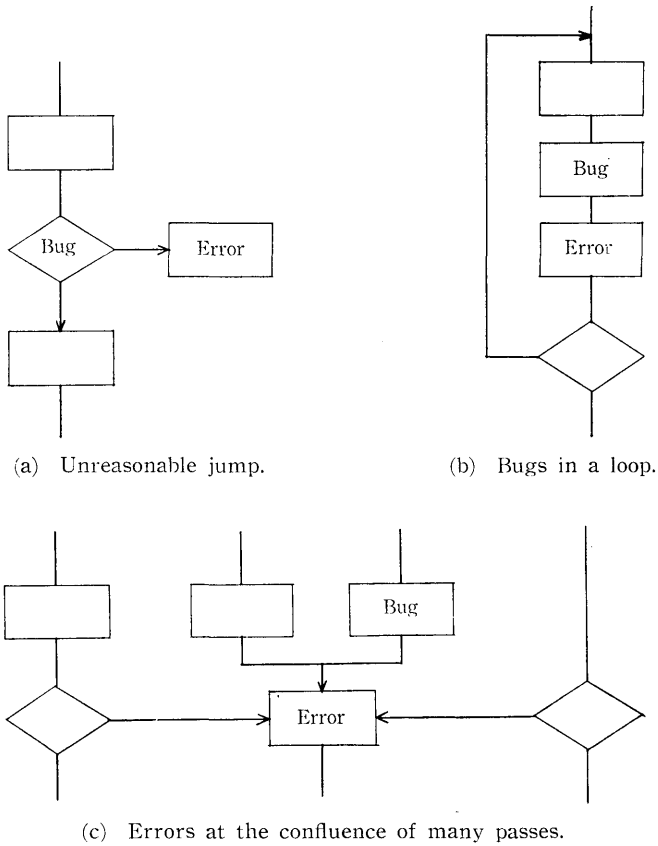 Bug
Error
(a) Unreasonable jump.
Bug
Error
(b) Bugs in a loop.
Bug
Error
(c) Errors at the confluence of many passes.